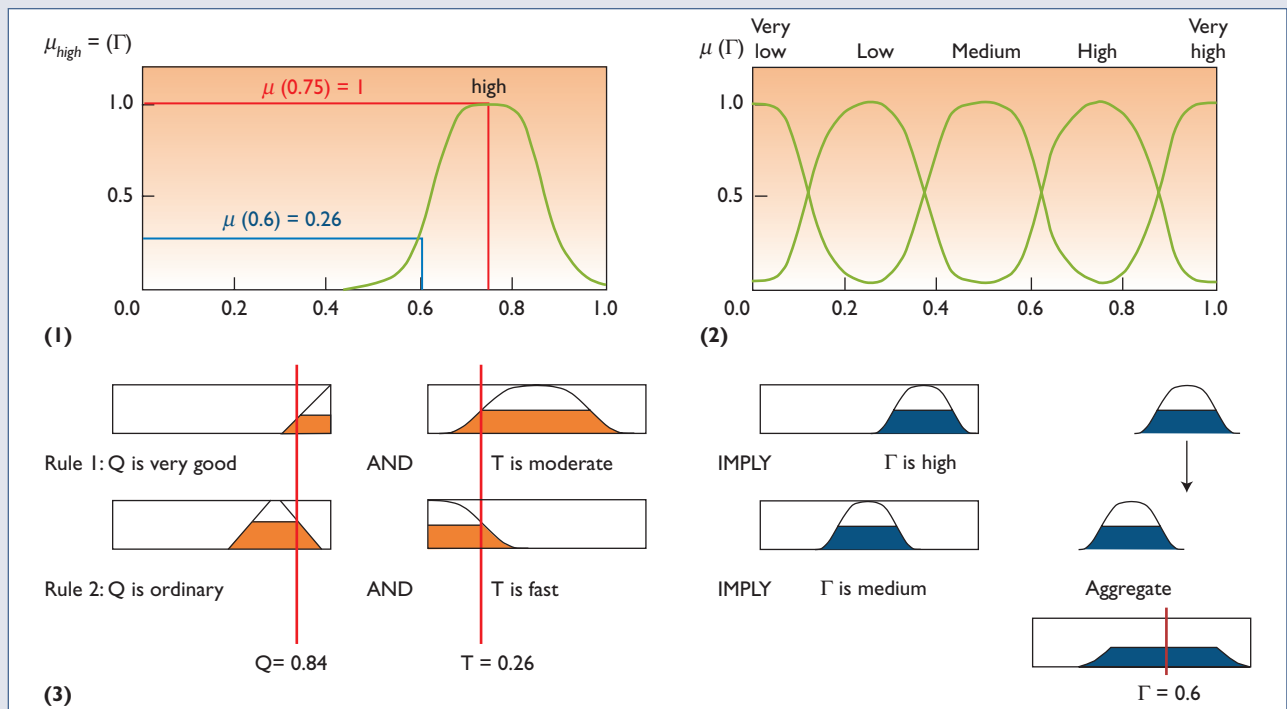 μhigh = (Γ)
μ (0.75) = 1
high
1.0
0.5
μ (0.6) = 0.26
0.0 0.2 0.4 0.6 0.8 1.0
(1)
μ (Γ)
Very low
Low
Medium
High
Very high
1.0
0.5
0.0 0.2 0.4 0.6 0.8 1.0
(2)
Rule 1: Q is very good AND T is moderate IMPLY Γ is high
Rule 2: Q is ordinary AND T is fast IMPLY Γ is medium Aggregate
Q= 0.84 T = 0.26
Γ = 0.6
(3)